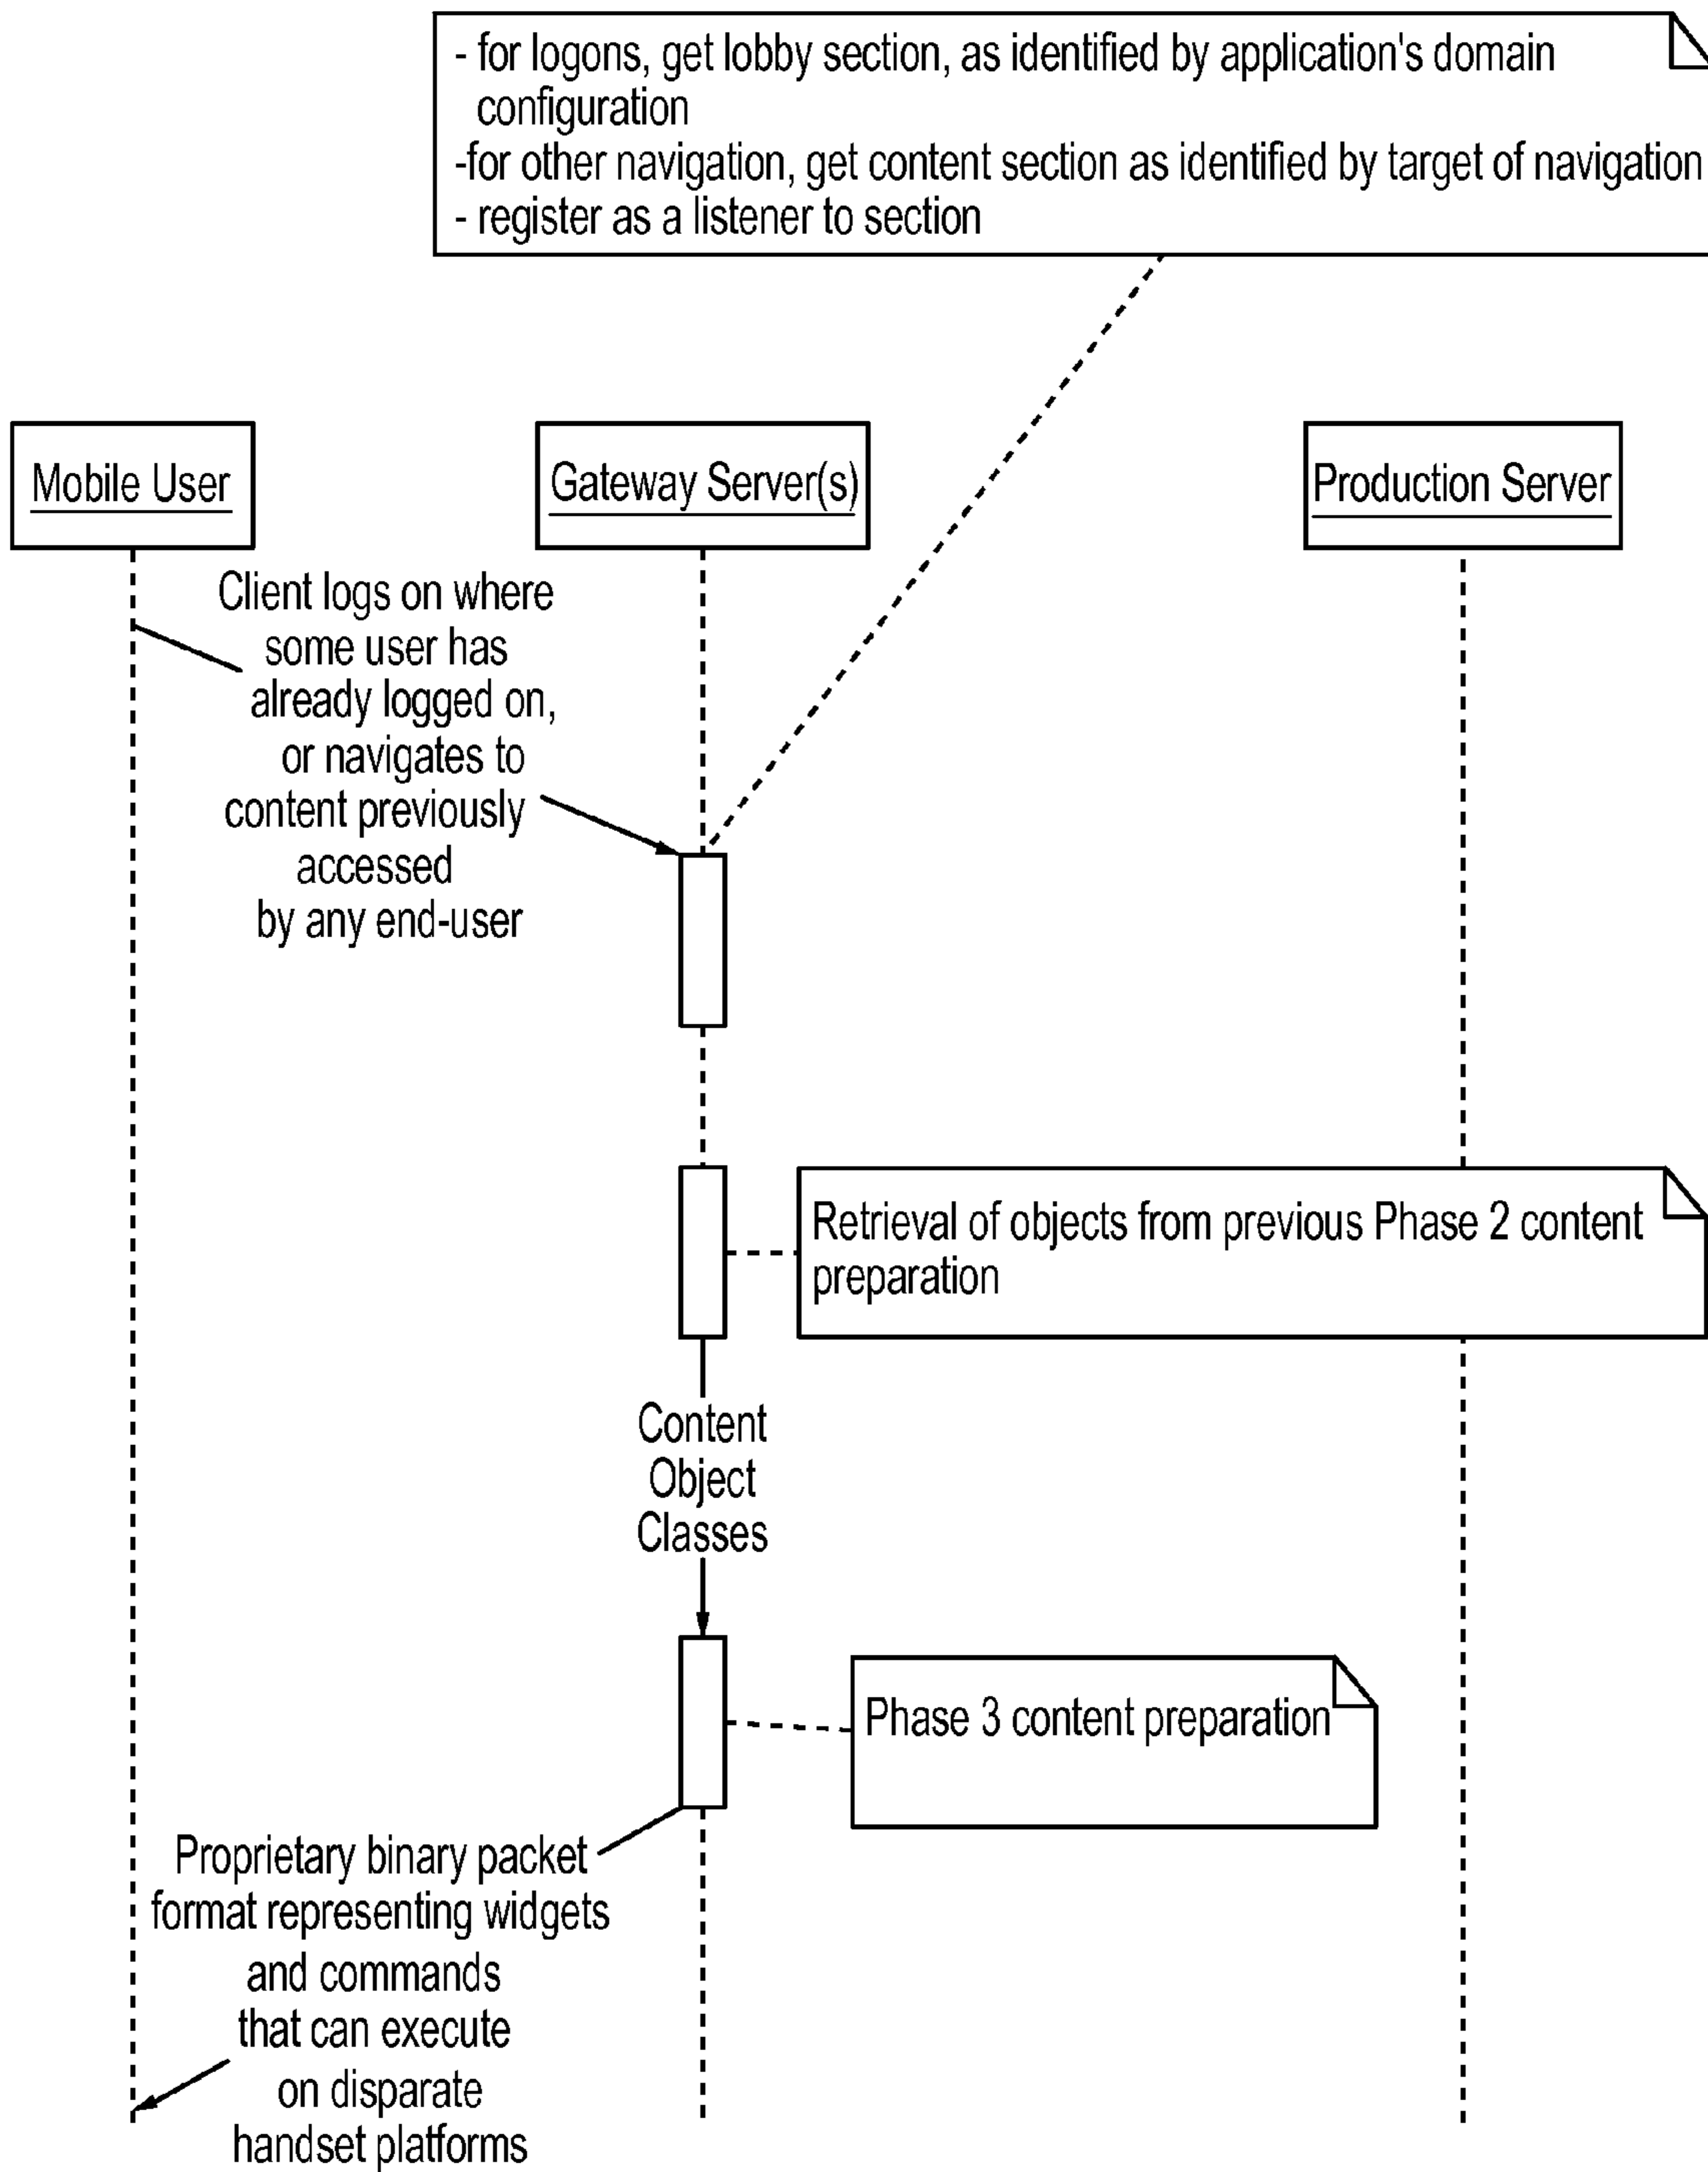 - for logons, get lobby section, as identified by application's domain
configuration
-for other navigation, get content section as identified by target of navigation
- register as a listener to section
Mobile User
Gateway Server(s)
Production Server
Client logs on where
some user has
already logged on,
or navigates to
content previously
accessed
by any end-user
Retrieval of objects from previous Phase 2 content
preparation
Content
Object
Classes
Phase 3 content preparation
Proprietary binary packet
format representing widgets
and commands
that can execute
on disparate
handset platforms